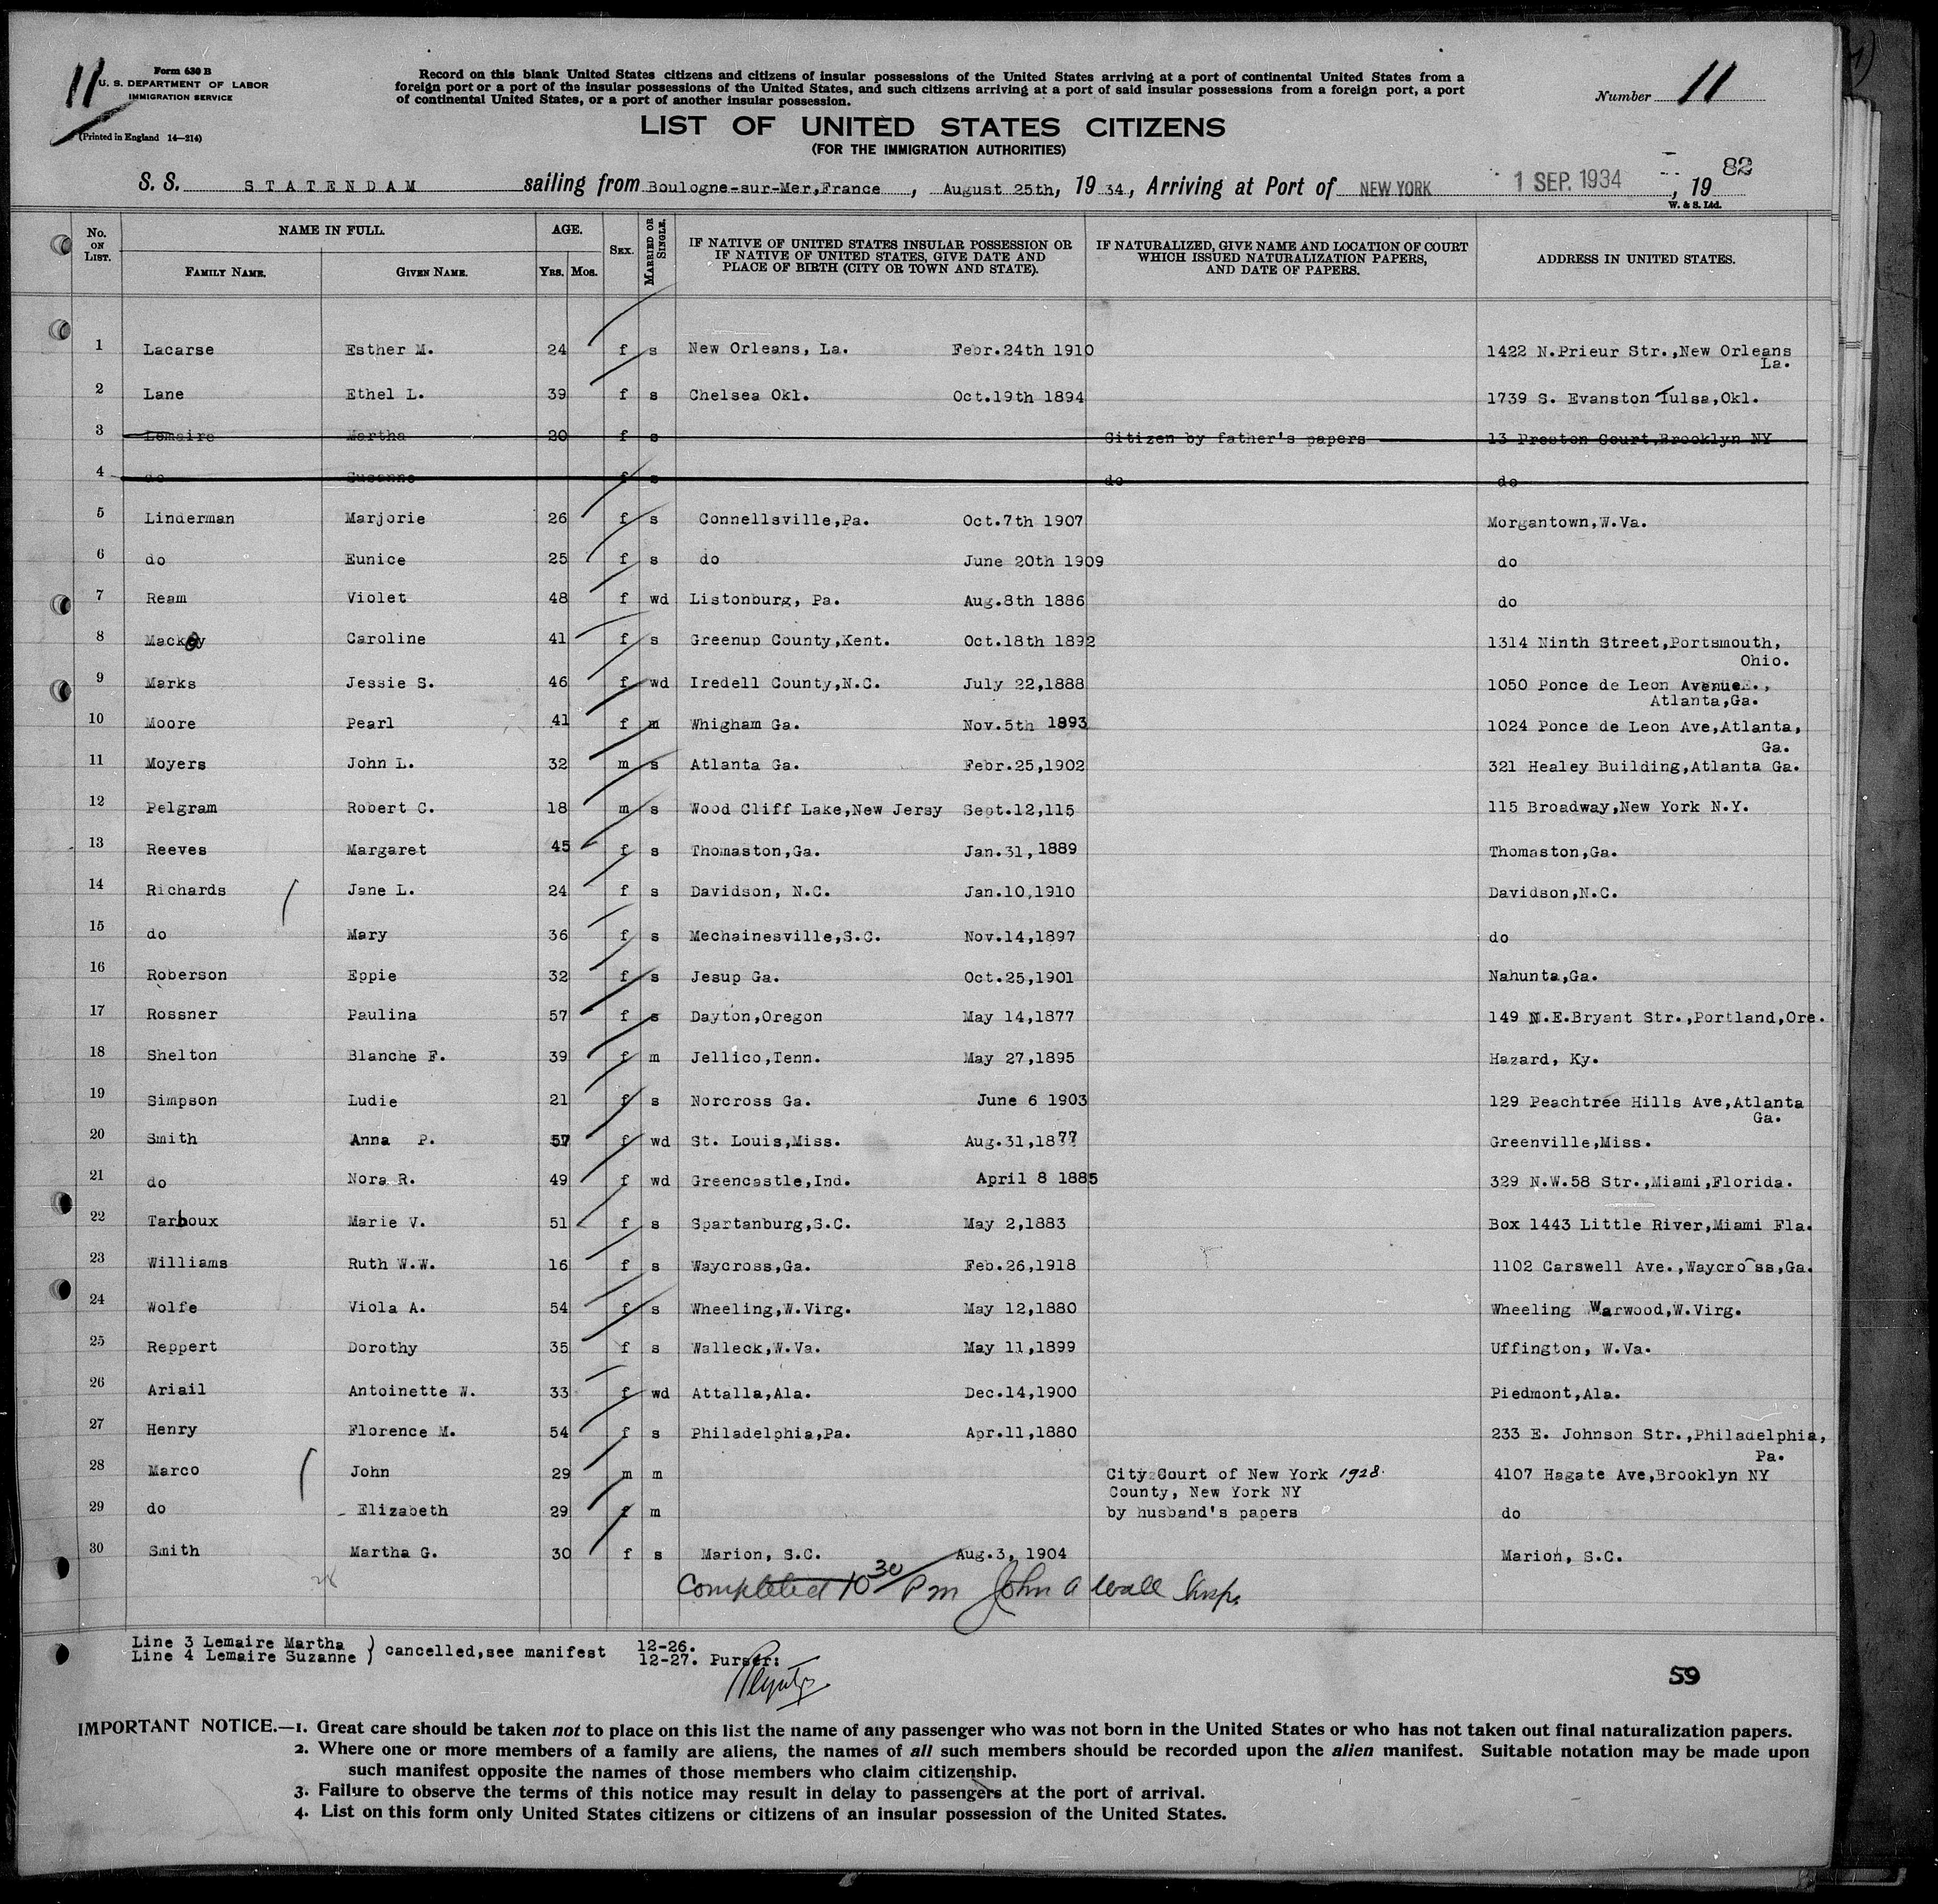 11
Form 630 B
U. S. DEPARTMENT OF LABOR
IMMIGRATION SERVICE
(Printed in England 14—214)
Record on this blank United States citizens and citizens of insular possessions of the United States arriving at a port of continental United States from a
foreign port or a port of the insular possessions of the United States, and such citizens arriving at a port of said insular possessions from a foreign port, a port
of continental United States, or a port of another insular possession.
Number 11
LIST OF UNITED STATES CITIZENS
(FOR THE IMMIGRATION AUTHORITIES)
82
S. S. STATENDAM sailing from Boulogne-sur-Mer,France , August 25th, 19 34, Arriving at Port of NEW YORK 1 SEP. 1934 , 19
W. & S. Ltd.
No. ON LIST. NAME IN FULL. AGE. SEX. MARRIED OR SINGLE. IF NATIVE OF UNITED STATES INSULAR POSSESSION OR IF NATIVE OF UNITED STATES, GIVE DATE AND PLACE OF BIRTH (CITY OR TOWN AND STATE). IF NATURALIZED, GIVE NAME AND LOCATION OF COURT WHICH ISSUED NATURALIZATION PAPERS, AND DATE OF PAPERS. ADDRESS IN UNITED STATES.
FAMILY NAME. GIVEN NAME. YRS. MOS.
1 Lacarse Esther M. 24 f s New Orleans, La. Febr.24th 1910 1422 N.Prieur Str.,New Orleans
La.
2 Lane Ethel L. 39 f s Chelsea Okl. Oct.19th 1894 1739 S. Evanston Tulsa,Okl.
3 Lemaire Martha 20 f s Citizen by father's papers 13 Preston Court,Brooklyn NY
4 do Suzanne f s do do
5 Linderman Marjorie 26 f s Connellsville,Pa. Oct.7th 1907 Morgantown,W.Va.
6 do Eunice 25 f s do June 20th 1909 do
7 Ream Violet 48 f wd Listonburg, Pa. Aug.8th 1886 do
8 Mackoy Caroline 41 f s Greenup County,Kent. Oct.18th 1892 1314 Ninth Street,Portsmouth,
Ohio.
9 Marks Jessie S. 46 f wd Iredell County,N.C. July 22,1888 1050 Ponce de Leon Avenue.,
Atlanta,Ga.
10 Moore Pearl 41 f m Whigham Ga. Nov.5th 1893 1024 Ponce de Leon Ave,Atlanta,
Ga.
11 Moyers John L. 32 m s Atlanta Ga. Febr.25,1902 321 Healey Building,Atlanta Ga.
12 Pelgram Robert C. 18 m s Wood Cliff Lake,New Jersy Sept.12,115 115 Broadway,New York N.Y.
13 Reeves Margaret 45 f s Thomaston,Ga. Jan.31,1889 Thomaston,Ga.
14 Richards Jane L. 24 f s Davidson, N.C. Jan.10,1910 Davidson,N.C.
15 do Mary 36 f s Mechainesville,S.C. Nov.14,1897 do
16 Roberson Eppie 32 f s Jesup Ga. Oct.25,1901 Nahunta,Ga.
17 Rossner Paulina 57 f s Dayton,Oregon May 14,1877 149 N.E.Bryant Str.,Portland,Ore.
18 Shelton Blanche F. 39 f m Jellico,Tenn. May 27,1895 Hazard, Ky.
19 Simpson Ludie 21 f s Norcross Ga. June 6 1903 129 Peachtree Hills Ave,Atlanta
Ga.
20 Smith Anna P. 57 f wd St. Louis,Miss. Aug.31,1877 Greenville,Miss.
21 do Nora R. 49 f wd Greencastle,Ind. April 8 1885 329 N.W.58 Str.,Miami,Florida.
22 Tarboux Marie V. 51 f s Spartanburg,S.C. May 2,1883 Box 1443 Little River,Miami Fla.
23 Williams Ruth W.W. 16 f s Waycross,Ga. Feb.26,1918 1102 Carswell Ave.,Waycross,Ga.
24 Wolfe Viola A. 54 f s Wheeling,W.Virg. May 12,1880 Wheeling Warwood,W.Virg.
25 Reppert Dorothy 35 f s Walleck,W.Va. May 11,1899 Uffington, W.Va.
26 Ariail Antoinette W. 33 f wd Attalla,Ala. Dec.14,1900 Piedmont,Ala.
27 Henry Florence M. 54 f s Philadelphia,Pa. Apr.11,1880 233 E. Johnson Str.,Philadelphia,
Pa.
28 Marco John 29 m m City Court of New York 1928. 4107 Hagate Ave,Brooklyn NY
County, New York NY
29 do Elizabeth 29 f m by husband's papers do
30 Smith Martha G. 30 f s Marion, S.C. Aug.3, 1904 Marion, S.C.
Completed 10 30/ Pm John A Wall Insp.
Line 3 Lemaire Martha } cancelled,see manifest 12-26.
Line 4 Lemaire Suzanne 12-27. Purser:
59
IMPORTANT NOTICE.—1. Great care should be taken not to place on this list the name of any passenger who was not born in the United States or who has not taken out final naturalization papers.
2. Where one or more members of a family are aliens, the names of all such members should be recorded upon the alien manifest. Suitable notation may be made upon
such manifest opposite the names of those members who claim citizenship.
3. Failure to observe the terms of this notice may result in delay to passengers at the port of arrival.
4. List on this form only United States citizens or citizens of an insular possession of the United States.